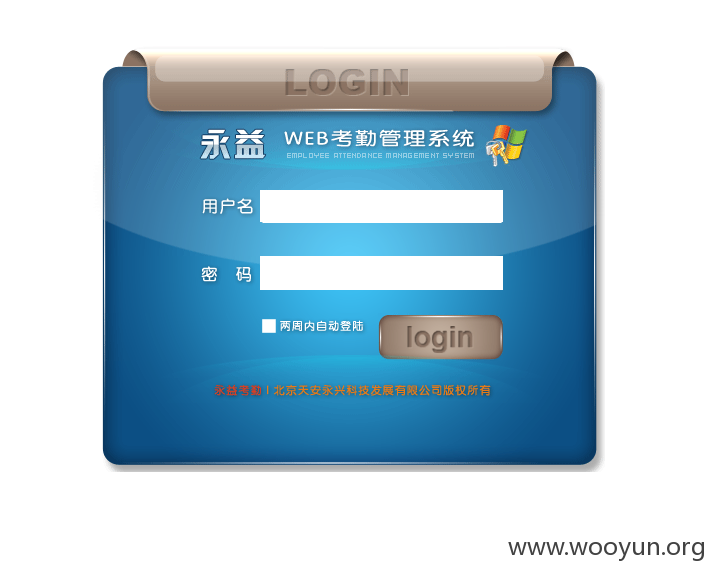 LOGIN
永益 WEB考勤管理系统
EMPLOYEE ATTENDANCE MANAGEMENT SYSTEM
用户名
密 码
两周内自动登陆
login
永益考勤 | 北京天安永兴科技发展有限公司版权所有
www.wooyun.org